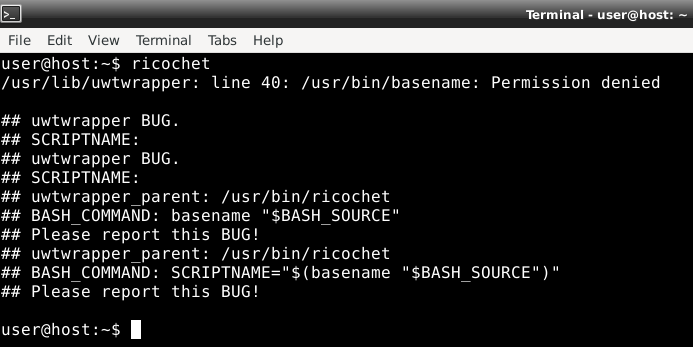 Terminal - user@host: ~
File Edit View Terminal Tabs Help
user@host:~$ ricochet
/usr/lib/uwtwrapper: line 40: /usr/bin/basename: Permission denied
## uwtwrapper BUG.
## SCRIPTNAME:
## uwtwrapper BUG.
## SCRIPTNAME:
## uwtwrapper_parent: /usr/bin/ricochet
## BASH_COMMAND: basename "$BASH_SOURCE"
## Please report this BUG!
## uwtwrapper_parent: /usr/bin/ricochet
## BASH_COMMAND: SCRIPTNAME="$(basename "$BASH_SOURCE")"
## Please report this BUG!
user@host:~$